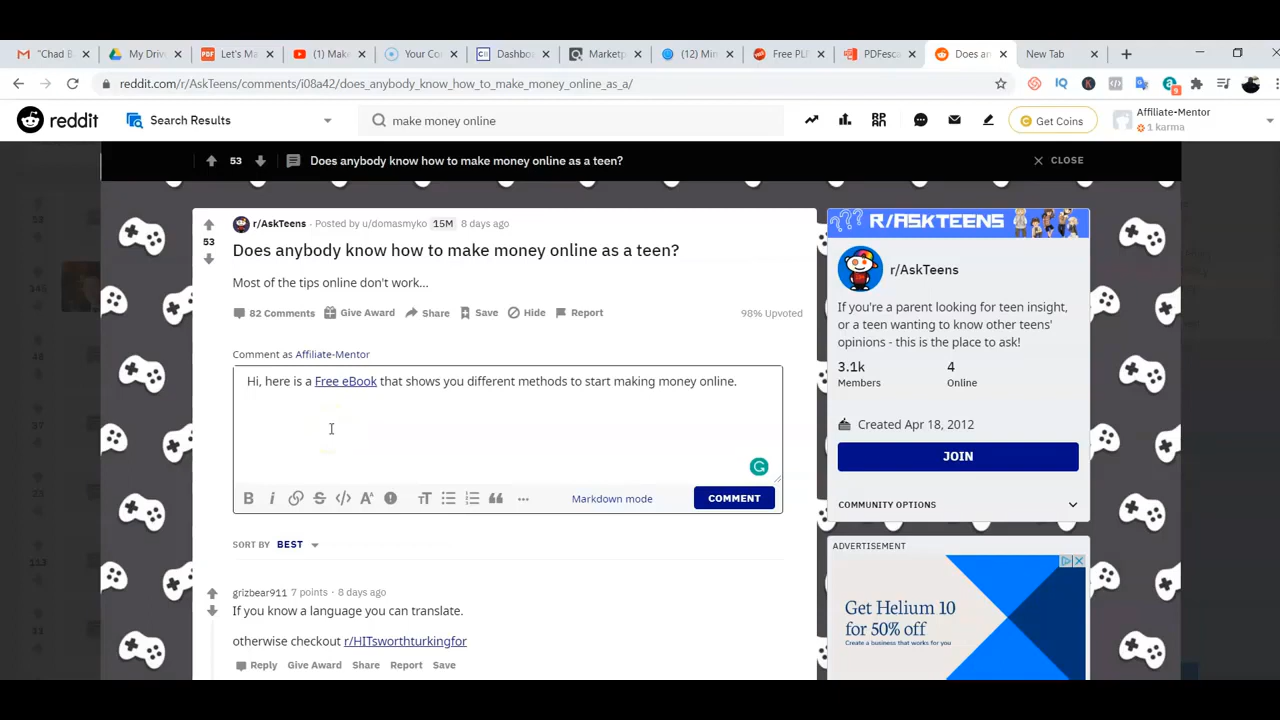 "Chad B
My Driv
Let's Ma
(1) Make
Your Co
Dashbo
Marketp
(12) Min
Free PL
PDFesca
Does an
New Tab
reddit.com/r/AskTeens/comments/i08a42/does_anybody_know_how_to_make_money_online_as_a/
reddit
Search Results
make money online
Get Coins
Affiliate-Mentor
1 karma
53
Does anybody know how to make money online as a teen?
CLOSE
r/AskTeens · Posted by u/domasmyko 15M 8 days ago
53
Does anybody know how to make money online as a teen?
Most of the tips online don't work...
82 Comments Give Award Share Save Hide Report 98% Upvoted
Comment as Affiliate-Mentor
Hi, here is a Free eBook that shows you different methods to start making money online.
Markdown mode
COMMENT
SORT BY BEST
grizbear911 7 points · 8 days ago
If you know a language you can translate.
otherwise checkout r/HITsworthturkingfor
Reply Give Award Share Report Save
R/ASKTEENS
r/AskTeens
If you're a parent looking for teen insight,
or a teen wanting to know other teens'
opinions - this is the place to ask!
3.1k 4
Members Online
Created Apr 18, 2012
JOIN
COMMUNITY OPTIONS
ADVERTISEMENT
Get Helium 10
for 50% off
Create a business that works for you